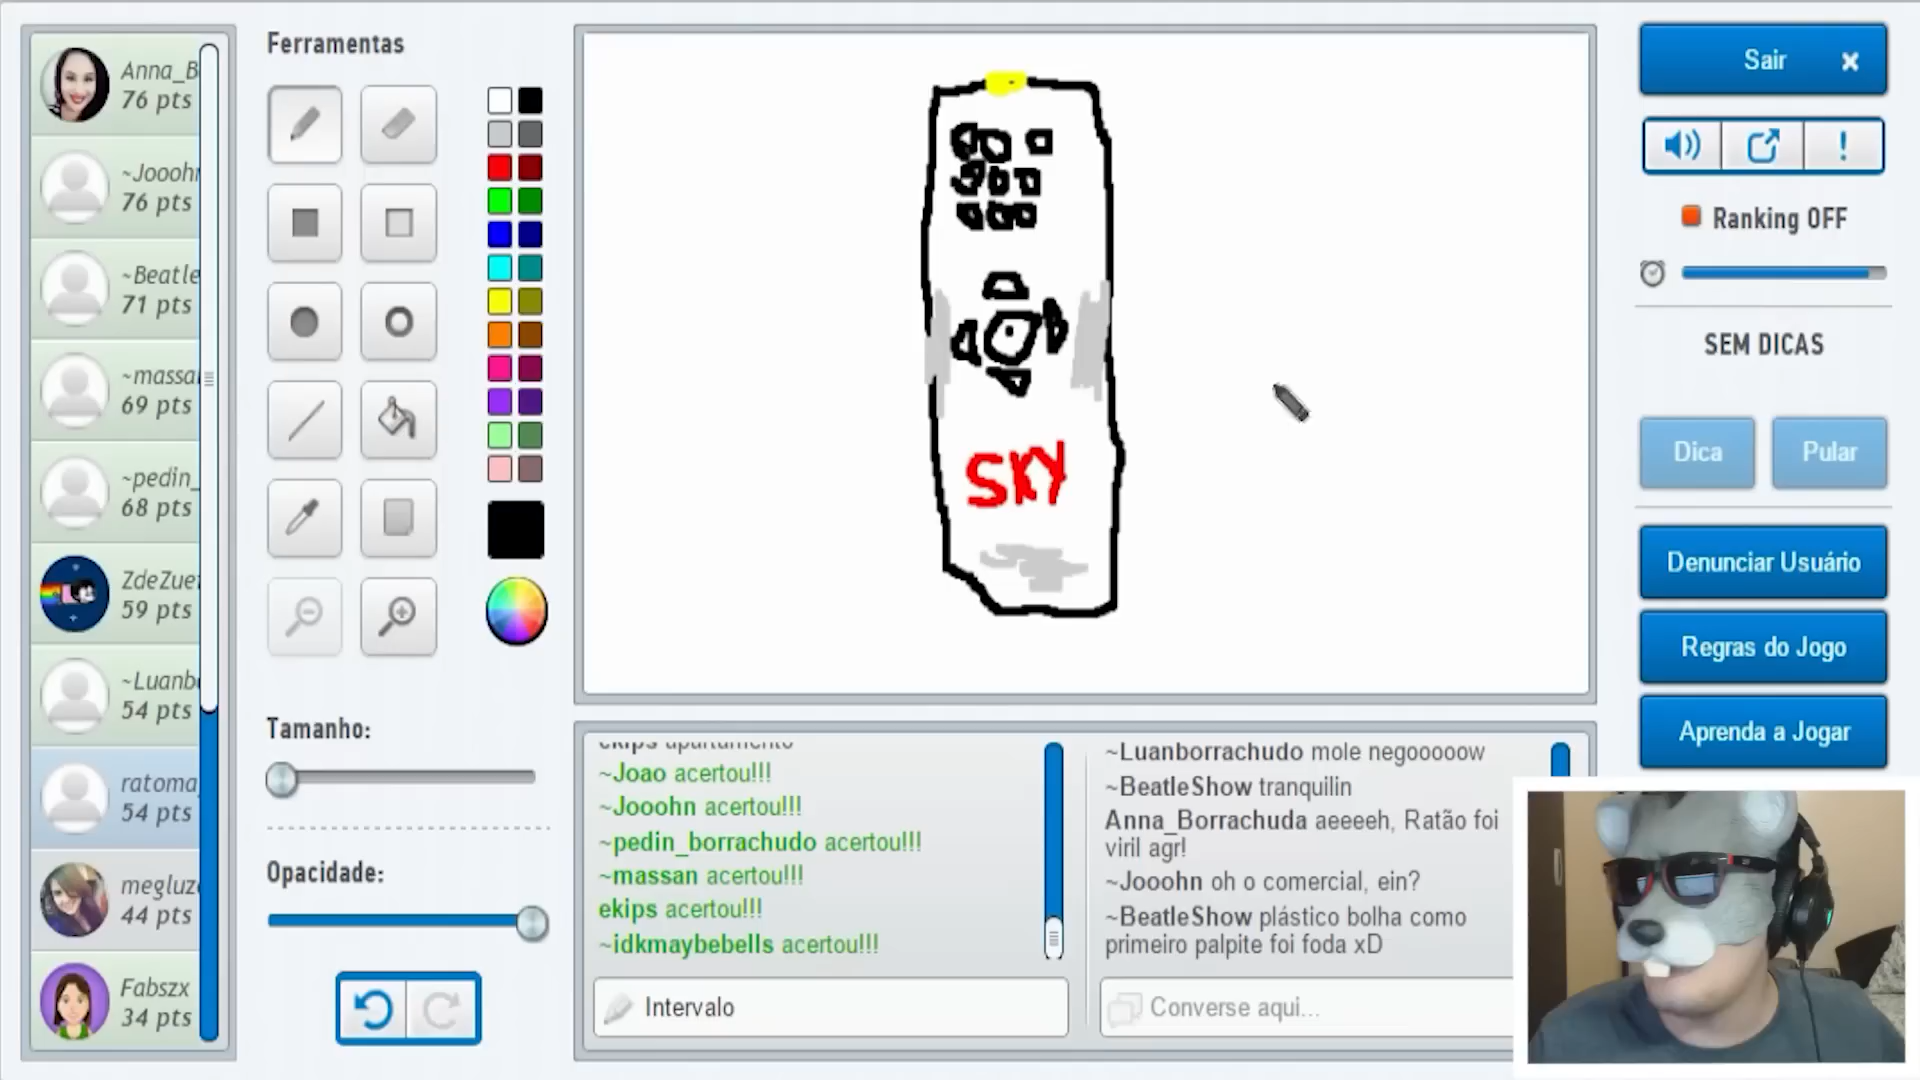 Anna_B
76 pts
~Jooohn
76 pts
~Beatle
71 pts
~massa
69 pts
~pedin_
68 pts
ZdeZue
59 pts
~Luanb
54 pts
ratoma
54 pts
megluz
44 pts
Fabszx
34 pts
Ferramentas
Tamanho:
Opacidade:
SKY
ekips apartamento
~Joao acertou!!!
~Jooohn acertou!!!
~pedin_borrachudo acertou!!!
~massan acertou!!!
ekips acertou!!!
~idkmaybebells acertou!!!
Intervalo
~Luanborrachudo mole negooooow
~BeatleShow tranquilin
Anna_Borrachuda aeeeeh, Ratão foi
viril agr!
~Jooohn oh o comercial, ein?
~BeatleShow plástico bolha como
primeiro palpite foi foda xD
Converse aqui...
Sair
Ranking OFF
SEM DICAS
Dica
Pular
Denunciar Usuário
Regras do Jogo
Aprenda a Jogar